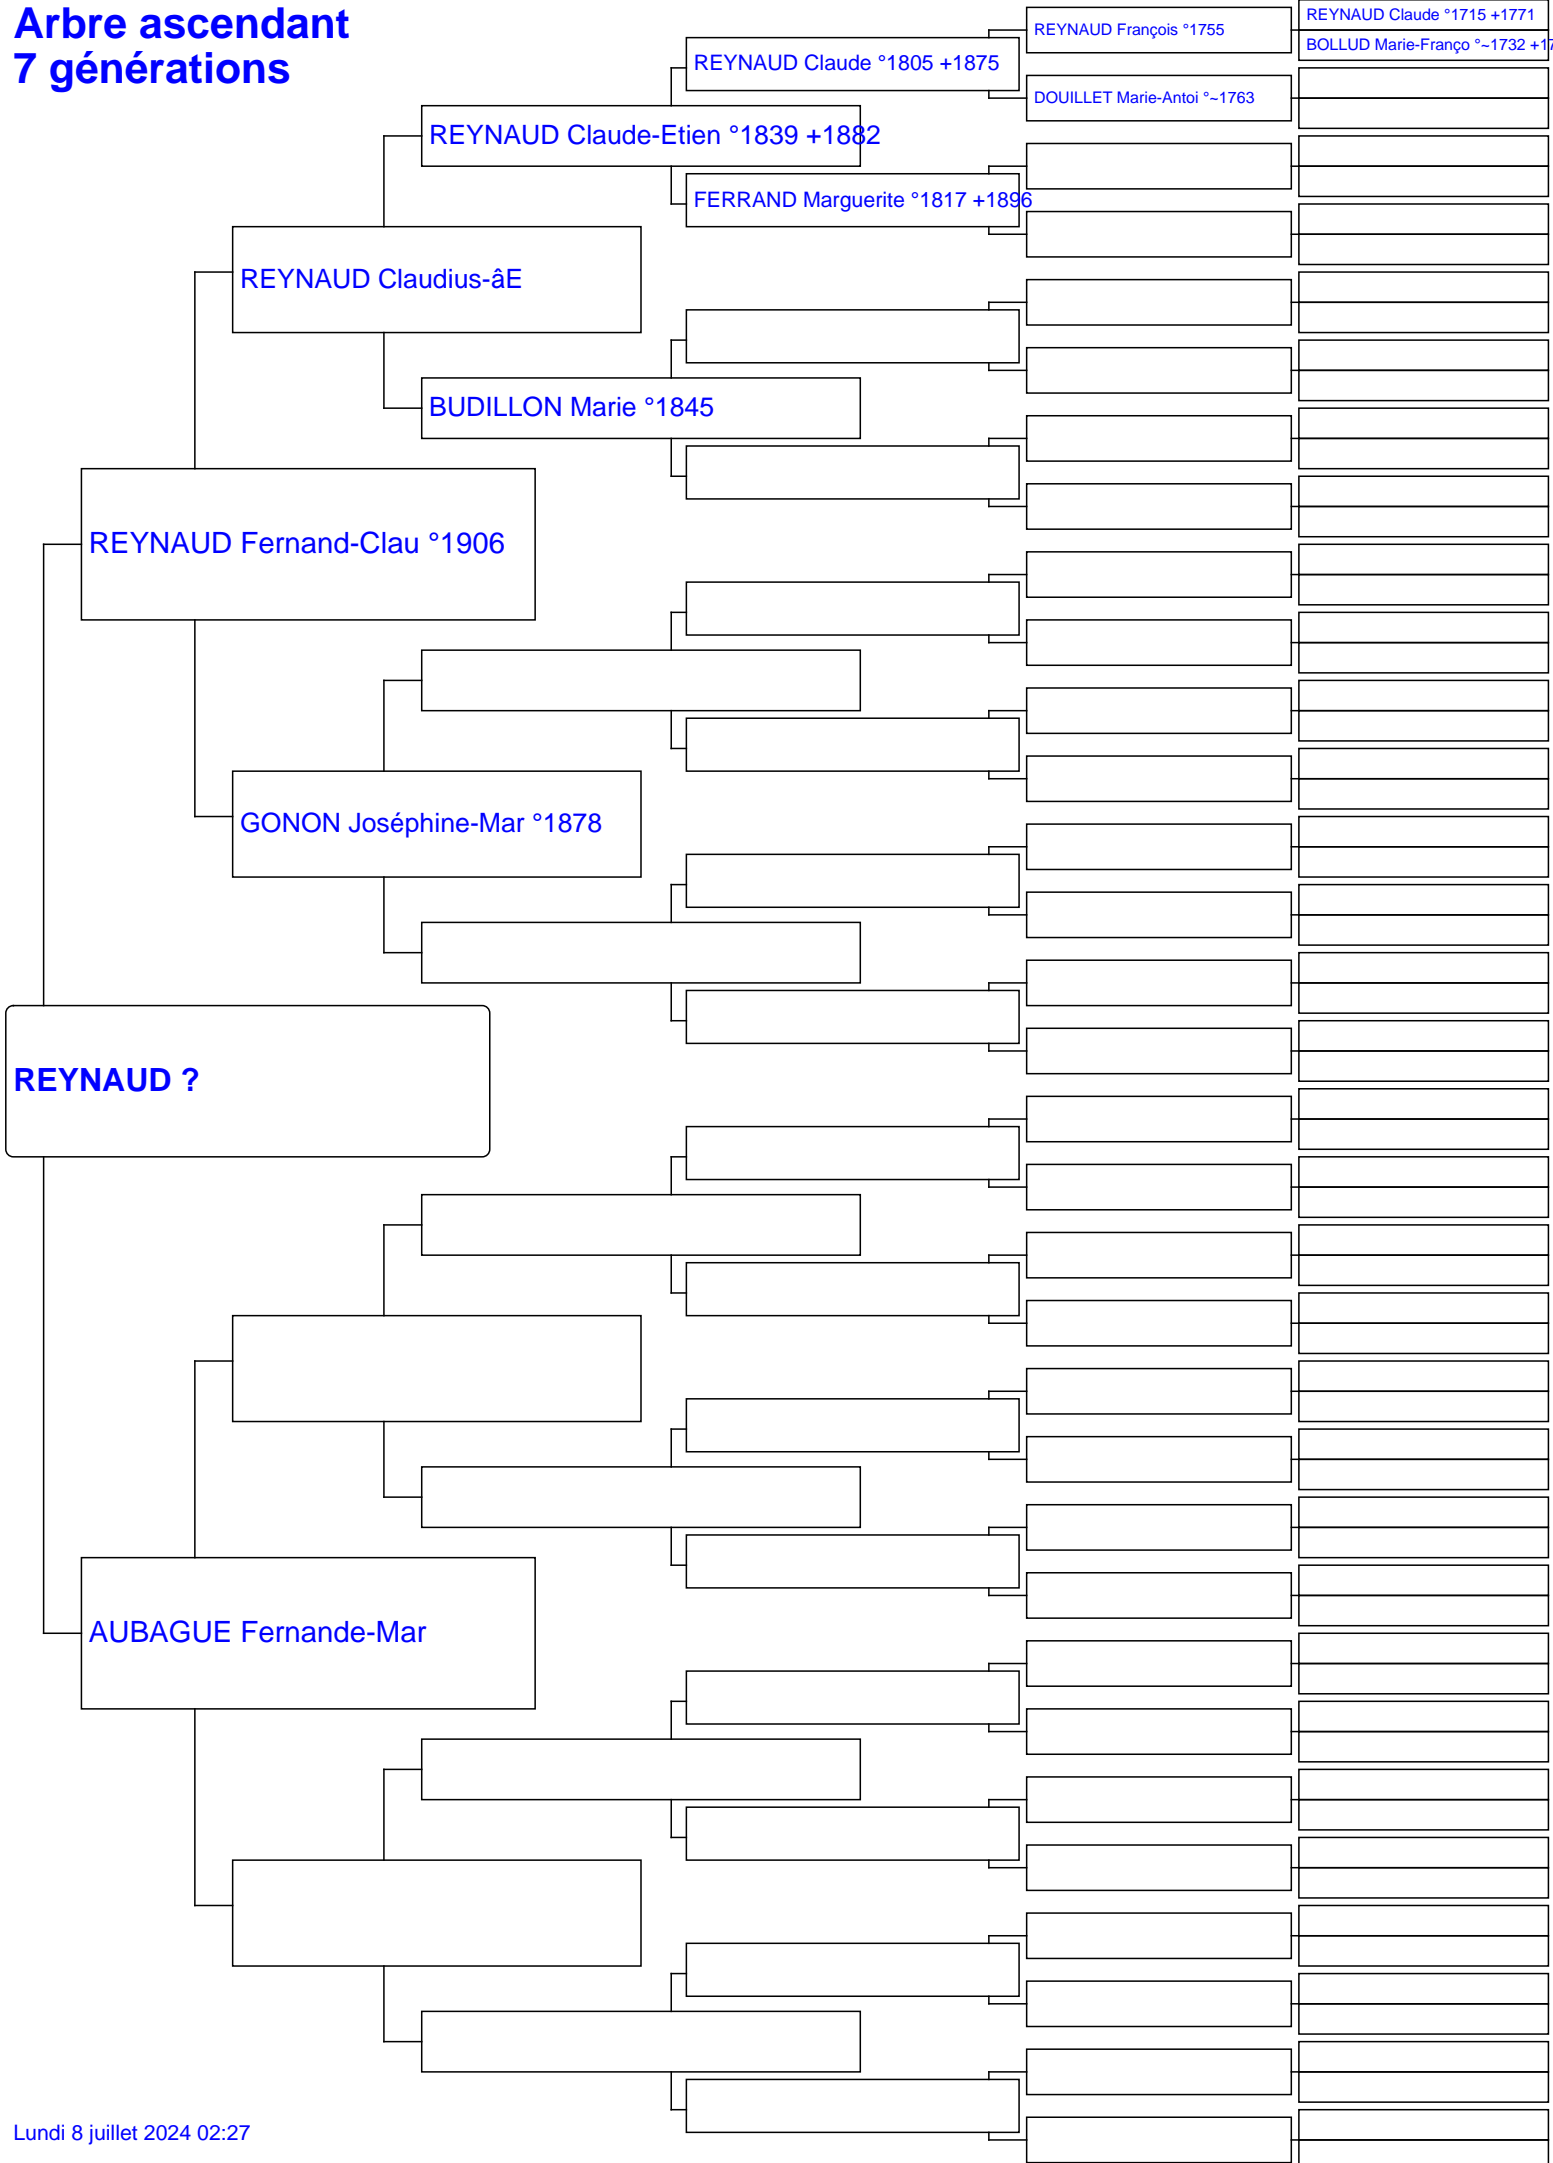 Arbre ascendant
7 générations
REYNAUD Claude °1715 +1771
REYNAUD François °1755
BOLLUD Marie-Franço °~1732
REYNAUD Claude °1805 +1875
DOUILLET Marie-Antoi °~1763
REYNAUD Claude-Etien °1839 +1882
FERRAND Marguerite °1817 +1896
REYNAUD Claudius-âE
BUDILLON Marie °1845
REYNAUD Fernand-Clau °1906
GONON Joséphine-Mar °1878
REYNAUD ?
AUBAGUE Fernande-Mar
Lundi 8 juillet 2024 02:27